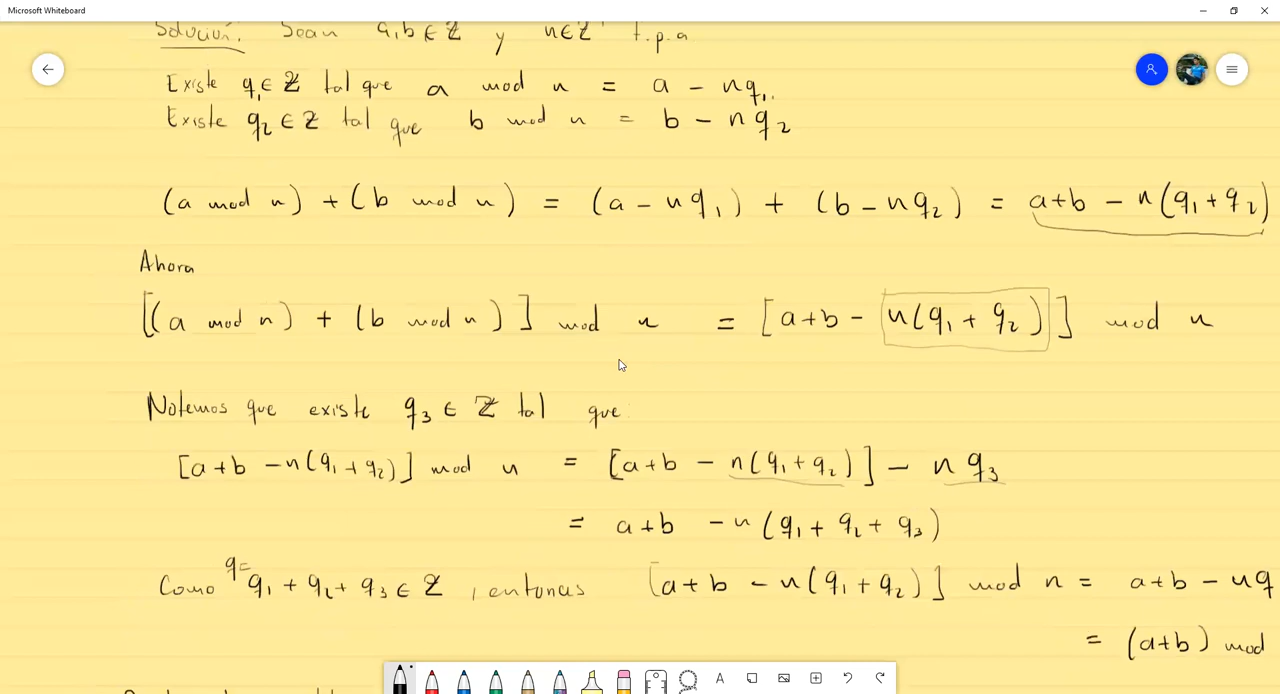 Microsoft Whiteboard
Solución: Sean a,b ∈ ℤ y n ∈ ℤ⁺ t.p.a
Existe q₁ ∈ ℤ tal que a mod n = a - nq₁.
Existe q₂ ∈ ℤ tal que b mod n = b - nq₂
(a mod n) + (b mod n) = (a - nq₁) + (b - nq₂) = a+b - n(q₁ + q₂)
Ahora
[(a mod n) + (b mod n)] mod n = [a+b - n(q₁ + q₂)] mod n
Notemos que existe q₃ ∈ ℤ tal que
[a+b - n(q₁ + q₂)] mod n = [a+b - n(q₁ + q₂)] - nq₃
= a+b - n(q₁ + q₂ + q₃)
Como q= q₁ + q₂ + q₃ ∈ ℤ, entonces [a+b - n(q₁ + q₂)] mod n = a+b - nq
= (a+b) mod